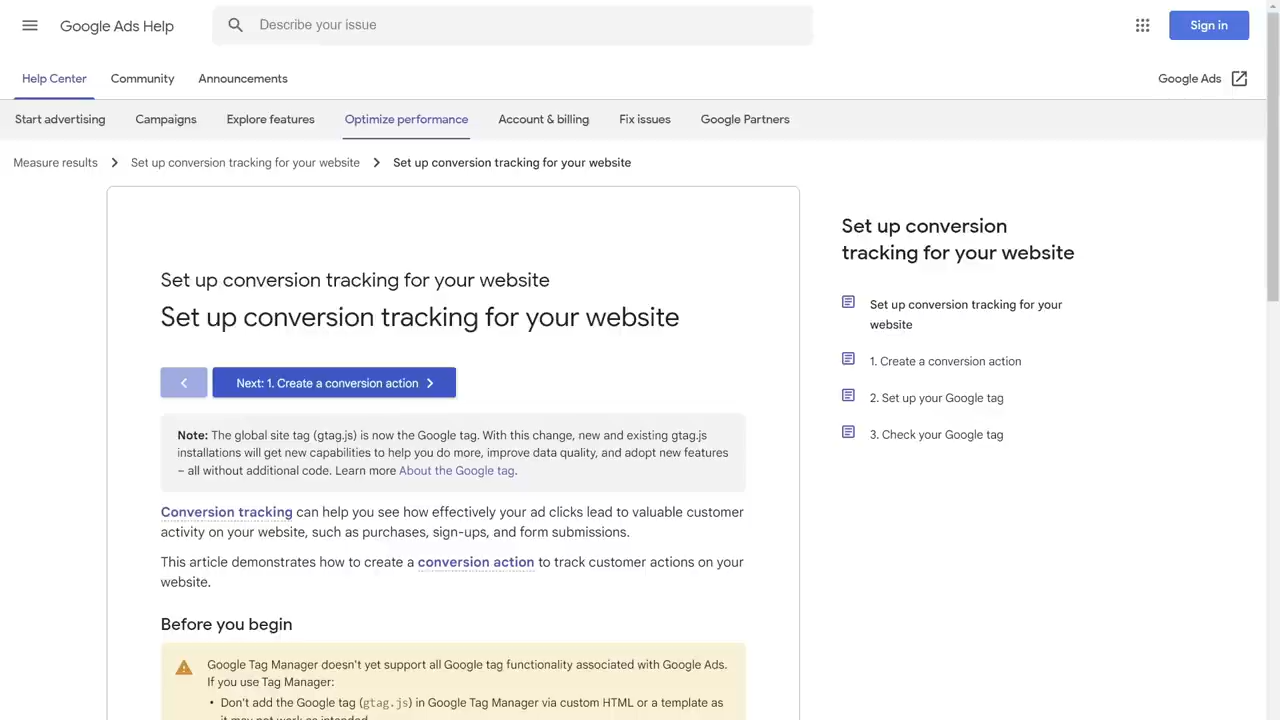 Google Ads Help
Describe your issue
Sign in
Help Center
Community
Announcements
Google Ads
Start advertising
Campaigns
Explore features
Optimize performance
Account & billing
Fix issues
Google Partners
Measure results
Set up conversion tracking for your website
Set up conversion tracking for your website
Set up conversion tracking for your website
Set up conversion tracking for your website
Next: 1. Create a conversion action
Note: The global site tag (gtag.js) is now the Google tag. With this change, new and existing gtag.js
installations will get new capabilities to help you do more, improve data quality, and adopt new features
– all without additional code. Learn more About the Google tag.
Conversion tracking can help you see how effectively your ad clicks lead to valuable customer
activity on your website, such as purchases, sign-ups, and form submissions.
This article demonstrates how to create a conversion action to track customer actions on your
website.
Before you begin
Google Tag Manager doesn't yet support all Google tag functionality associated with Google Ads.
If you use Tag Manager:
• Don't add the Google tag (gtag.js) in Google Tag Manager via custom HTML or a template as
it may not work as intended.
Set up conversion
tracking for your website
Set up conversion tracking for your
website
1. Create a conversion action
2. Set up your Google tag
3. Check your Google tag